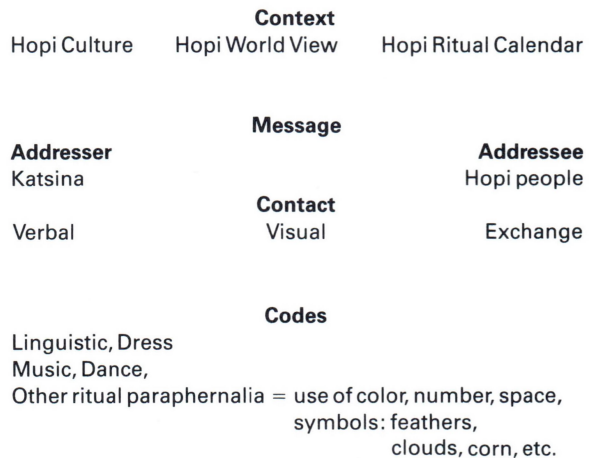 Context
Hopi Culture Hopi World View Hopi Ritual Calendar
Message
Addresser Addressee
Katsina Hopi people
Contact
Verbal Visual Exchange
Codes
Linguistic, Dress
Music, Dance,
Other ritual paraphernalia = use of color, number, space,
symbols: feathers,
clouds, corn, etc.